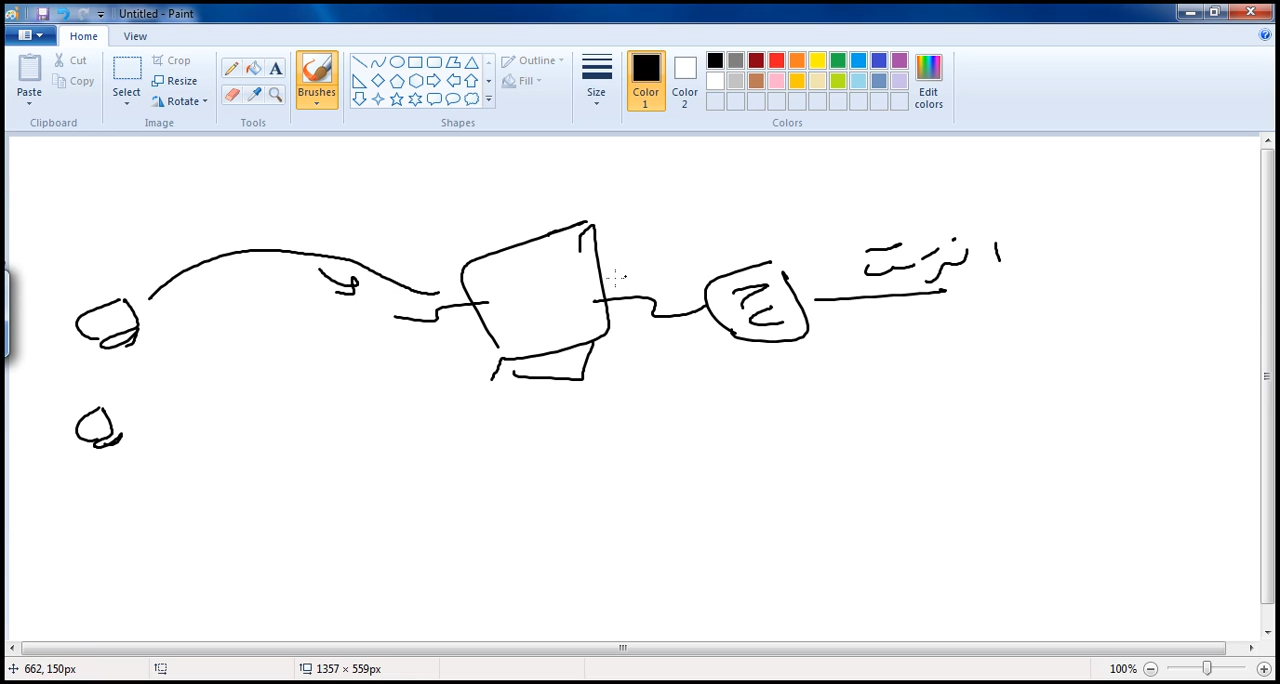 Untitled - Paint
Home View
Paste
Cut
Copy
Clipboard
Select
Crop
Resize
Rotate
Image
A
Tools
Brushes
Shapes
Outline
Fill
Size
Color 1
Color 2
Edit colors
Colors
انترنت
662, 150px
1357 × 559px
100%